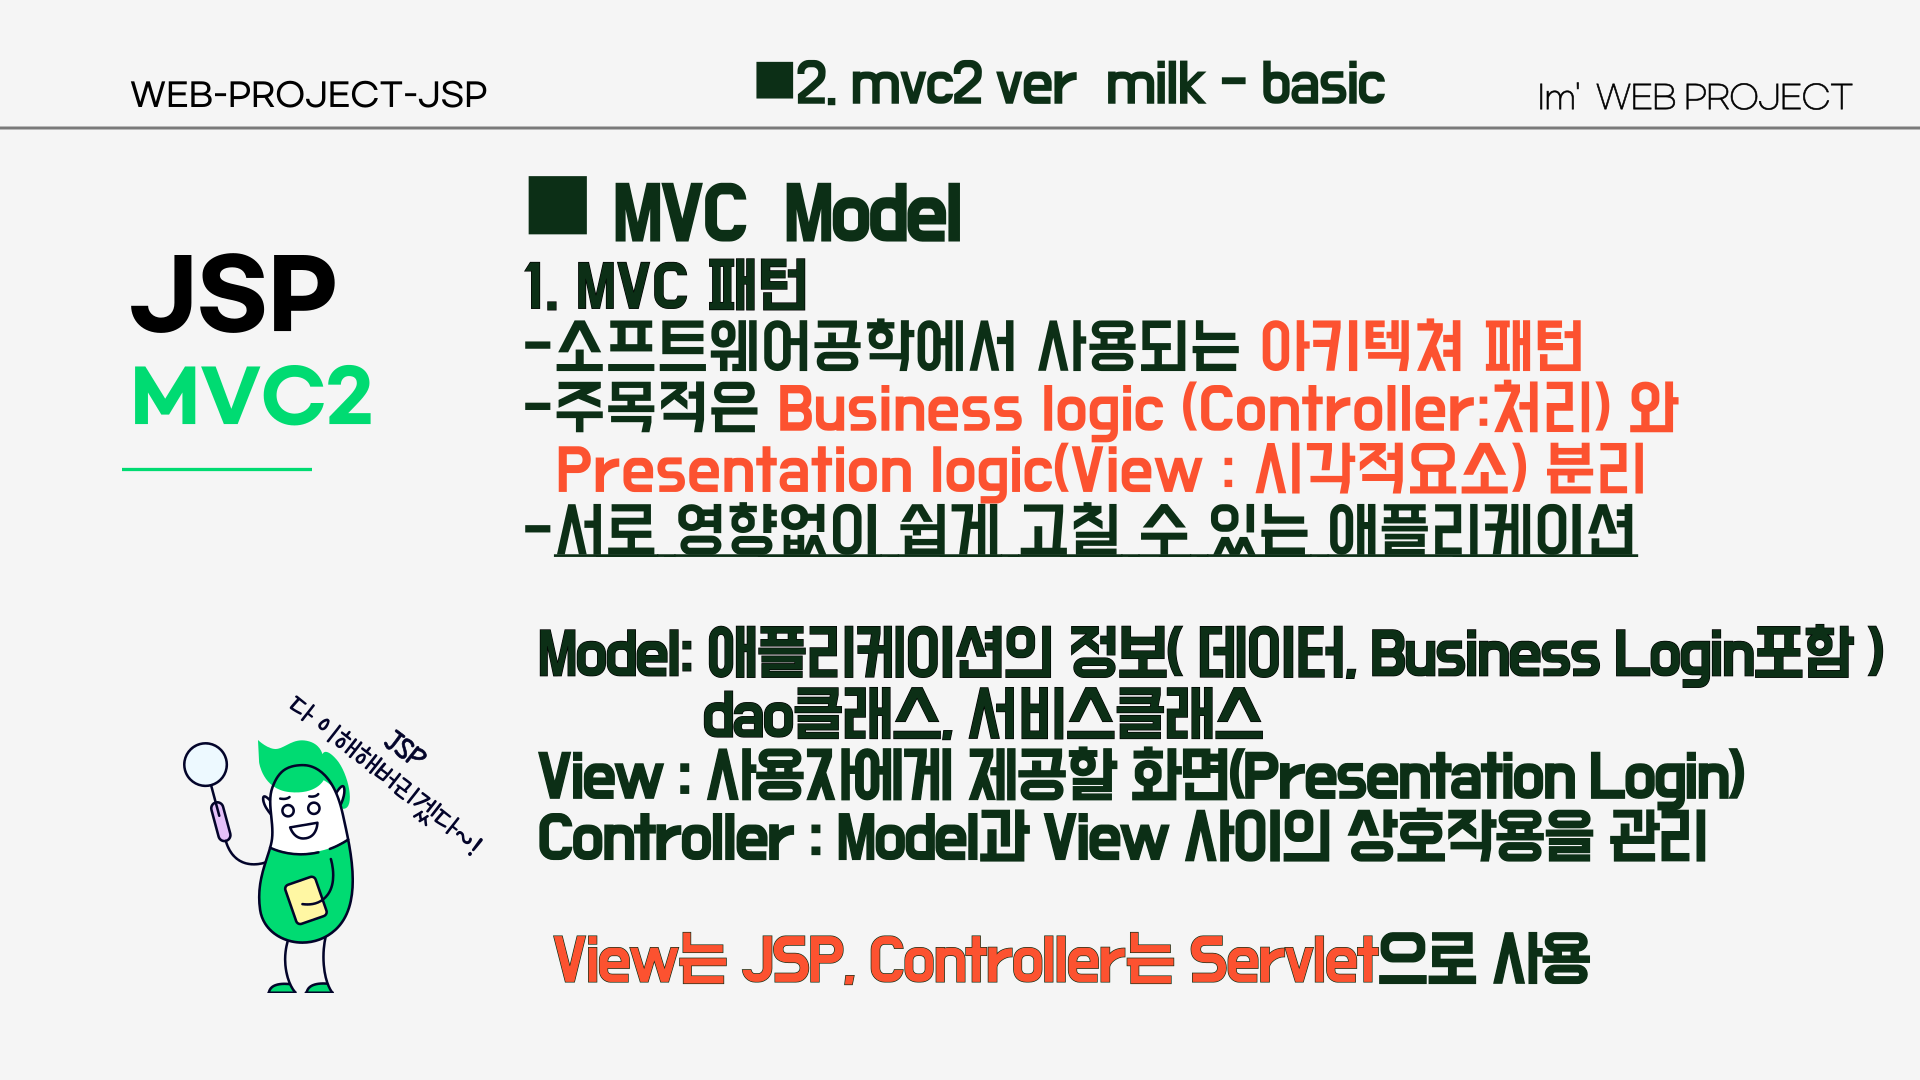 WEB-PROJECT-JSP
■2. mvc2 ver milk - basic
Im' WEB PROJECT
JSP
MVC2
■ MVC Model
1. MVC 패턴
-소프트웨어공학에서 사용되는 아키텍쳐 패턴
-주목적은 Business logic (Controller:처리) 와
Presentation logic(View : 시각적요소) 분리
-서로 영향없이 쉽게 고칠 수 있는 애플리케이션
Model: 애플리케이션의 정보( 데이터, Business Login포함 )
dao클래스, 서비스클래스
View : 사용자에게 제공할 화면(Presentation Login)
Controller : Model과 View 사이의 상호작용을 관리
View는 JSP, Controller는 Servlet으로 사용
JSP
다 이해해버리겠다~!